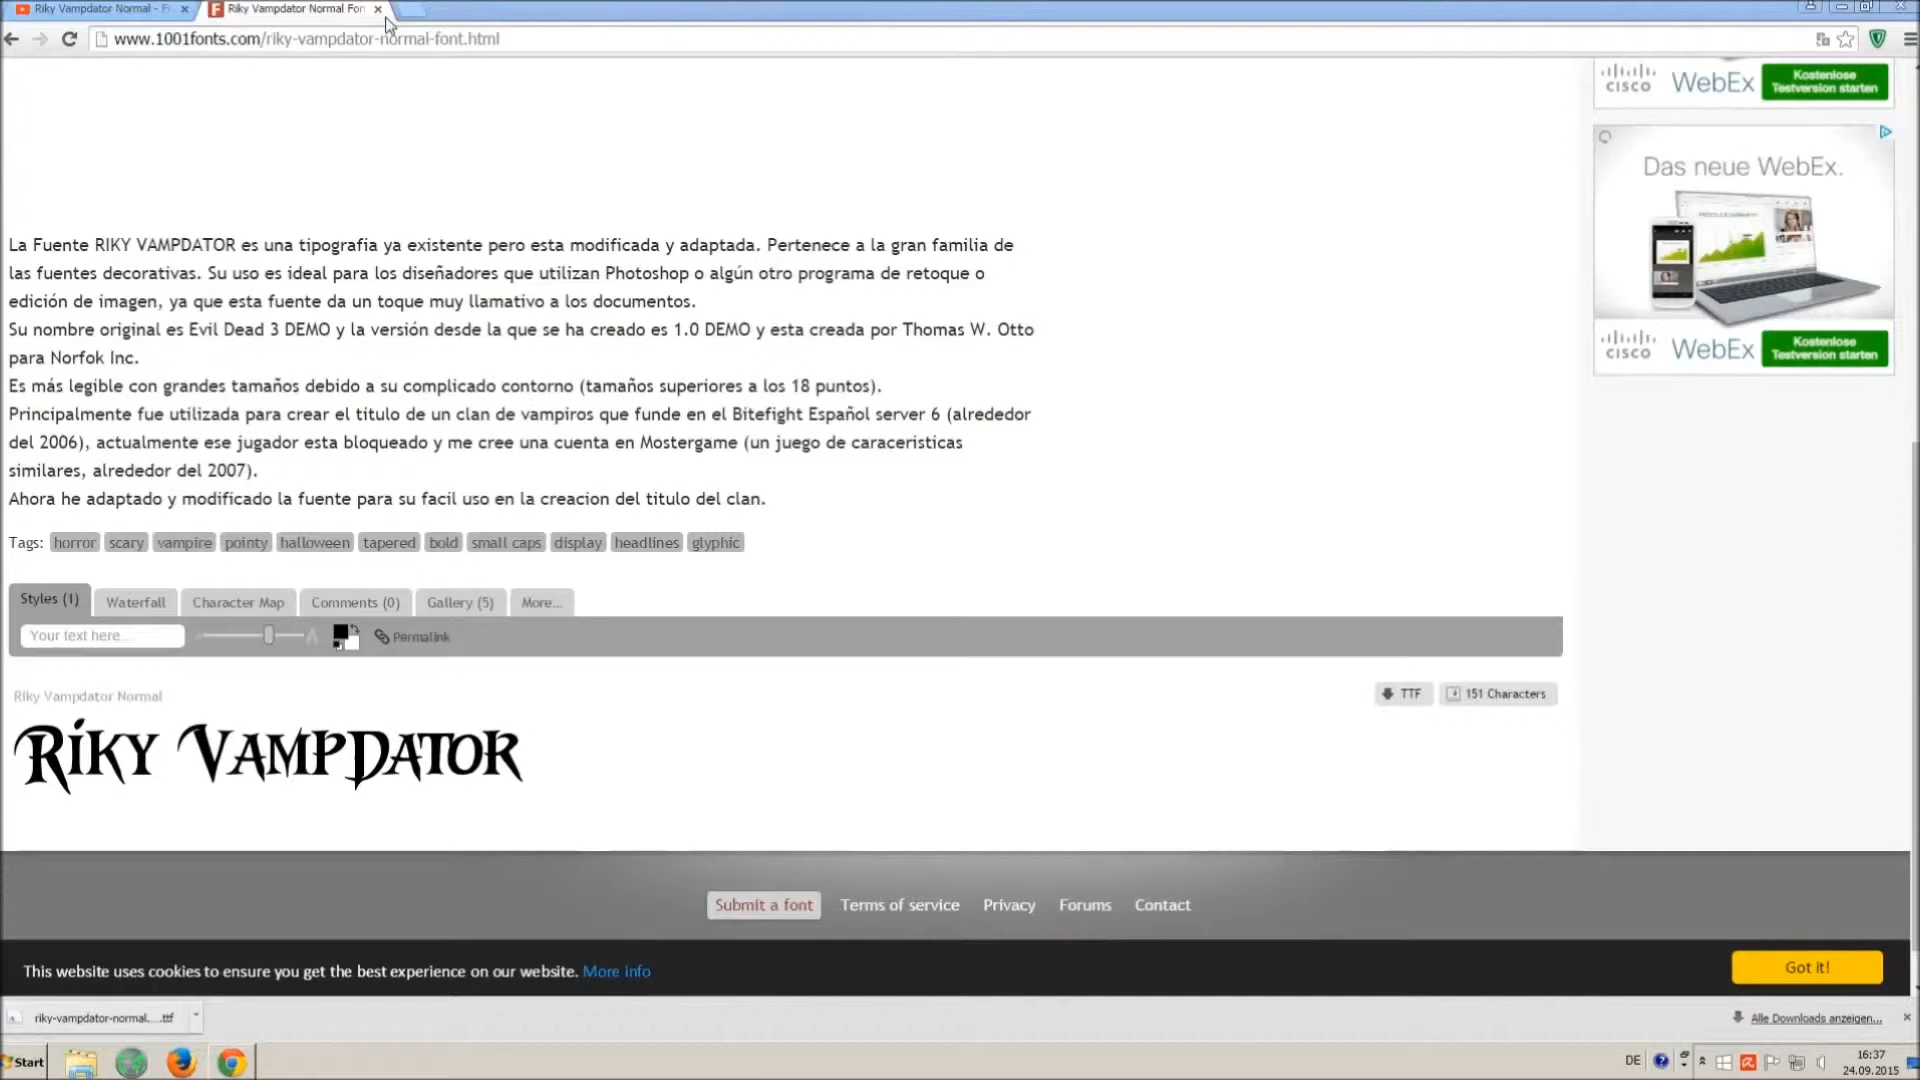 Riky Vampdator Normal -
Riky Vampdator Normal Fon
www.1001fonts.com/riky-vampdator-normal-font.html
CISCO WebEx Kostenlose Testversion starten
Das neue WebEx.
CISCO WebEx Kostenlose Testversion starten
La Fuente RIKY VAMPDATOR es una tipografia ya existente pero esta modificada y adaptada. Pertenece a la gran familia de
las fuentes decorativas. Su uso es ideal para los diseñadores que utilizan Photoshop o algún otro programa de retoque o
edición de imagen, ya que esta fuente da un toque muy llamativo a los documentos.
Su nombre original es Evil Dead 3 DEMO y la versión desde la que se ha creado es 1.0 DEMO y esta creada por Thomas W. Otto
para Norfok Inc.
Es más legible con grandes tamaños debido a su complicado contorno (tamaños superiores a los 18 puntos).
Principalmente fue utilizada para crear el titulo de un clan de vampiros que funde en el Bitefight Español server 6 (alrededor
del 2006), actualmente ese jugador esta bloqueado y me cree una cuenta en Mostergame (un juego de caraceristicas
similares, alrededor del 2007).
Ahora he adaptado y modificado la fuente para su facil uso en la creacion del titulo del clan.
Tags: horror scary vampire pointy halloween tapered bold small caps display headlines glyphic
Styles (1) Waterfall Character Map Comments (0) Gallery (5) More...
Your text here... Permalink
Riky Vampdator Normal
TTF 151 Characters
Riky VampDator
Submit a font Terms of service Privacy Forums Contact
This website uses cookies to ensure you get the best experience on our website. More info
Got it!
riky-vampdator-normal....ttf
Alle Downloads anzeigen...
Start
DE
16:37
24.09.2015